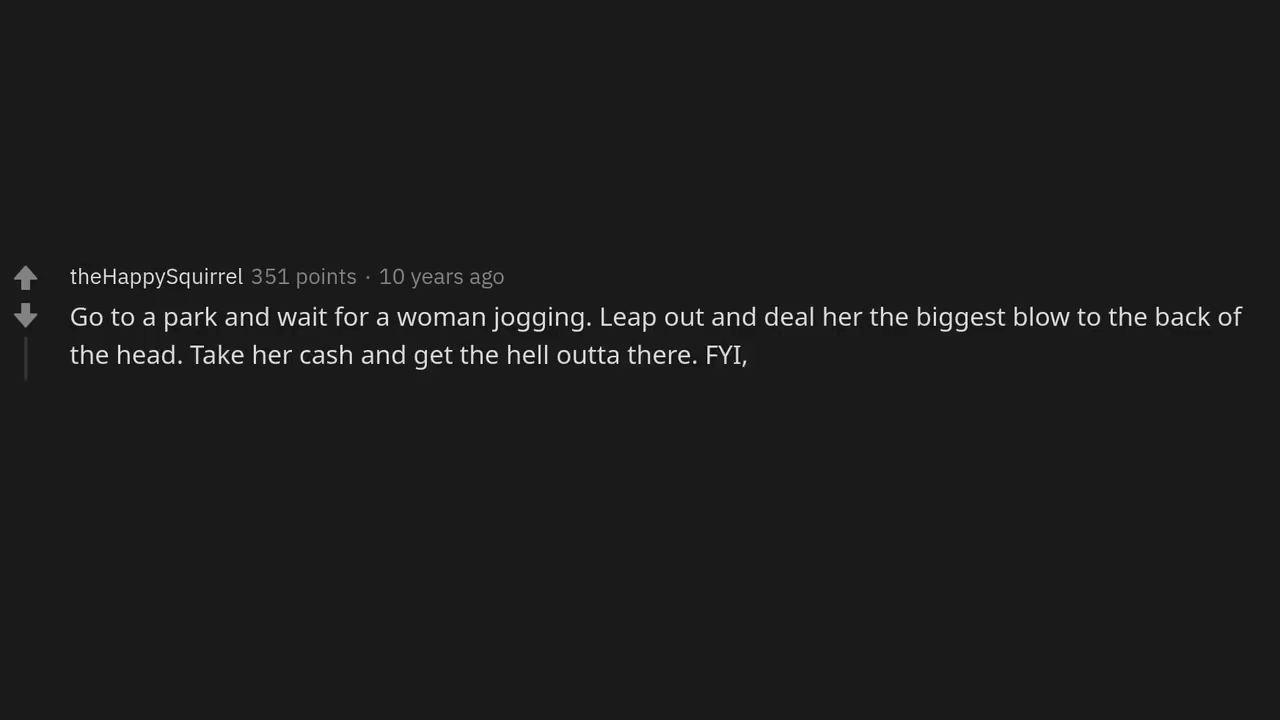 theHappySquirrel 351 points · 10 years ago
Go to a park and wait for a woman jogging. Leap out and deal her the biggest blow to the back of
the head. Take her cash and get the hell outta there. FYI,